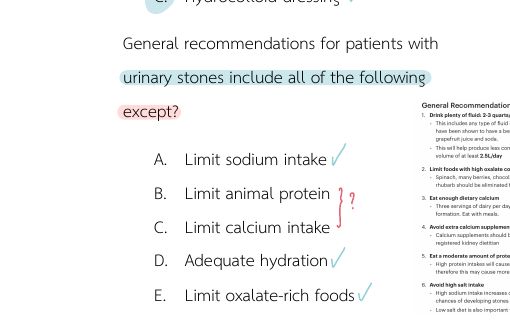 C. Hydrocolloid dressing
General recommendations for patients with
urinary stones include all of the following
except?
A. Limit sodium intake
B. Limit animal protein
C. Limit calcium intake
?
D. Adequate hydration
E. Limit oxalate-rich foods
General Recommendation
1. Drink plenty of fluid: 2-3 quarts
This includes any type of fluid
have been shown to have a be
grapefruit juice and soda.
This will help produce less con
volume of at least 2.5L/day
2. Limit foods with high oxalate co
Spinach, many berries, chocol
rhubarb should be eliminated
3. Eat enough dietary calcium
Three servings of dairy per day
formation. Eat with meals.
4. Avoid extra calcium supplemen
Calcium supplements should b
registered kidney dietitian
5. Eat a moderate amount of prote
High protein intakes will cause
therefore this may cause more
6. Avoid high salt intake
High sodium intake increases
chances of developing stones
Low salt diet is also important